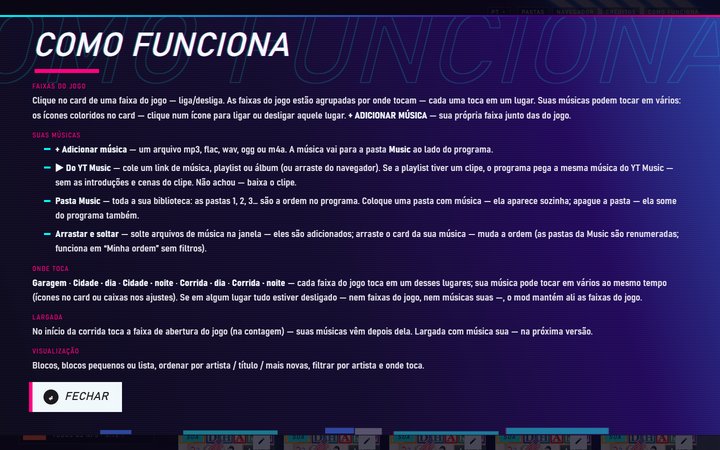 PT
PASTAS
NAVEGADOR
CRÉDITOS
COMO FUNCIONA
COMO FUNCIONA
FAIXAS DO JOGO
Clique no card de uma faixa do jogo — liga/desliga. As faixas do jogo estão agrupadas por onde tocam — cada uma toca em um lugar. Suas músicas podem tocar em vários:
os ícones coloridos no card — clique num ícone para ligar ou desligar aquele lugar. + ADICIONAR MÚSICA — sua própria faixa junto das do jogo.
SUAS MÚSICAS
+ Adicionar música — um arquivo mp3, flac, wav, ogg ou m4a. A música vai para a pasta Music ao lado do programa.
▶ Do YT Music — cole um link de música, playlist ou álbum (ou arraste do navegador). Se a playlist tiver um clipe, o programa pega a mesma música do YT Music —
sem as introduções e cenas do clipe. Não achou — baixa o clipe.
Pasta Music — toda a sua biblioteca: as pastas 1, 2, 3… são a ordem no programa. Coloque uma pasta com música — ela aparece sozinha; apague a pasta — ela some
do programa também.
Arrastar e soltar — solte arquivos de música na janela — eles são adicionados; arraste o card da sua música — muda a ordem (as pastas da Music são renumeradas;
funciona em “Minha ordem” sem filtros).
ONDE TOCA
Garagem · Cidade · dia · Cidade · noite · Corrida · dia · Corrida · noite — cada faixa do jogo toca em um desses lugares; sua música pode tocar em vários ao mesmo tempo
(ícones no card ou caixas nos ajustes). Se em algum lugar tudo estiver desligado — nem faixas do jogo, nem músicas suas —, o mod mantém ali as faixas do jogo.
LARGADA
No início da corrida toca a faixa de abertura do jogo (na contagem) — suas músicas vêm depois dela. Largada com música sua — na próxima versão.
VISUALIZAÇÃO
Blocos, blocos pequenos ou lista, ordenar por artista / título / mais novas, filtrar por artista e onde toca.
FECHAR